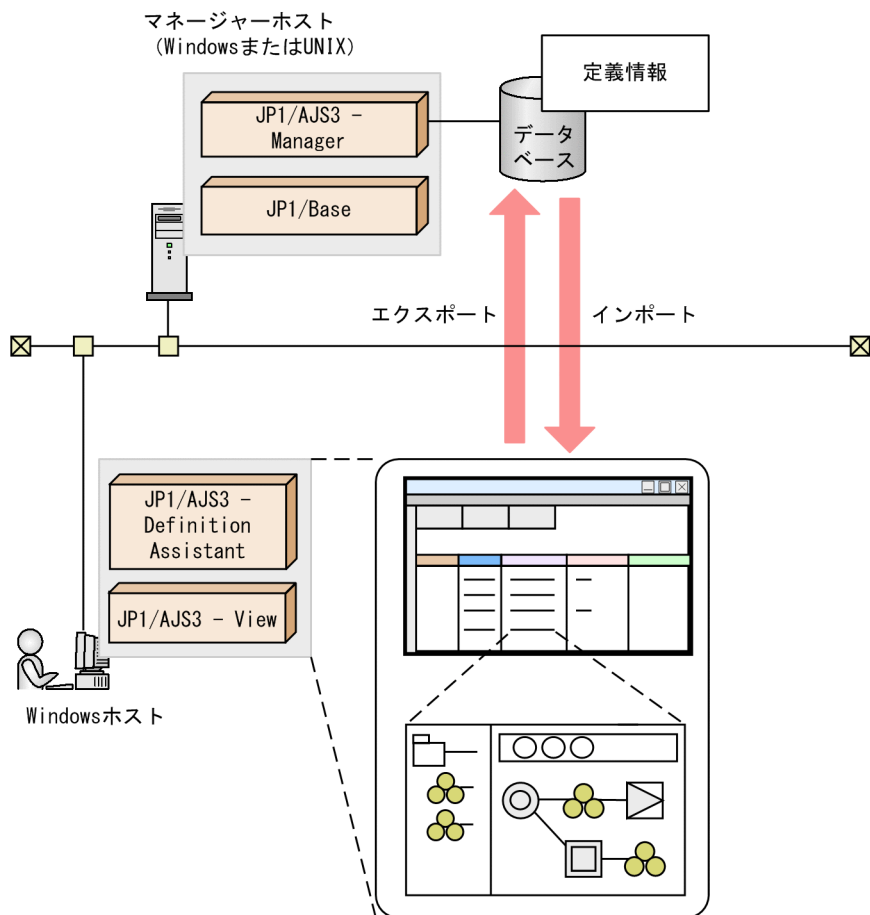 マネージャーホスト
(WindowsまたはUNIX)
定義情報
JP1/AJS3 -
Manager
データ
ベース
JP1/Base
エクスポート
インポート
JP1/AJS3 -
Definition
Assistant
JP1/AJS3 - View
Windowsホスト